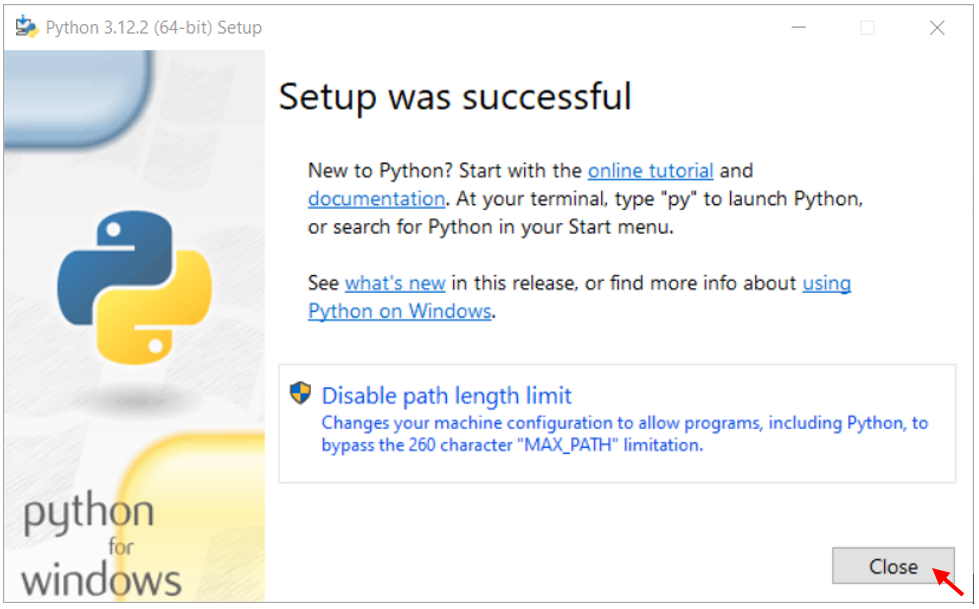 Python 3.12.2 (64-bit) Setup
Setup was successful
New to Python? Start with the online tutorial and
documentation. At your terminal, type "py" to launch Python,
or search for Python in your Start menu.
See what's new in this release, or find more info about using
Python on Windows.
Disable path length limit
Changes your machine configuration to allow programs, including Python, to
bypass the 260 character "MAX_PATH" limitation.
python
for
windows
Close